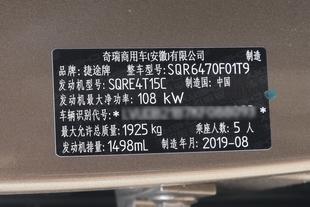 奇瑞商用车(安徽)有限公司 制造
品牌:捷途牌 整车型号:SQR6470F01T9
发动机型号:SQRE4T15C 制造国:中国
发动机最大净功率:108 kW
车辆识别代号:*
最大允许总质量:1925 kg 乘座人数:5 人
发动机排量:1498mL 制造年月:2019-08